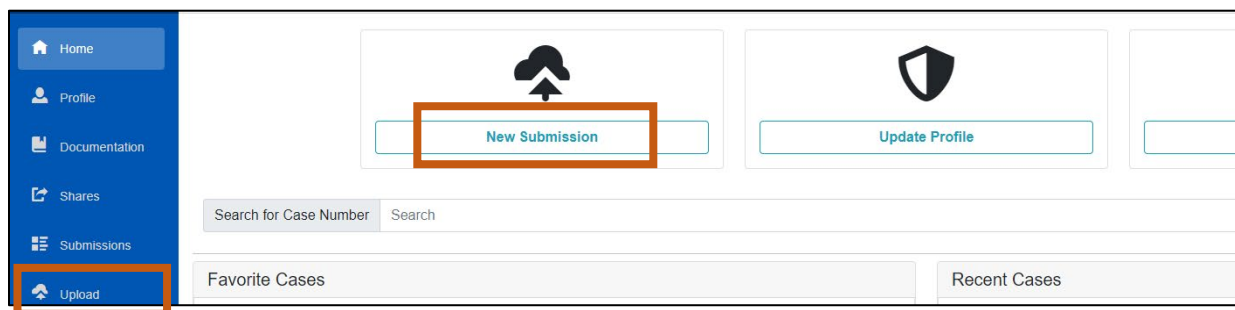 Home
Profile
Documentation
Shares
Submissions
Upload
New Submission
Update Profile
Search for Case Number
Search
Favorite Cases
Recent Cases